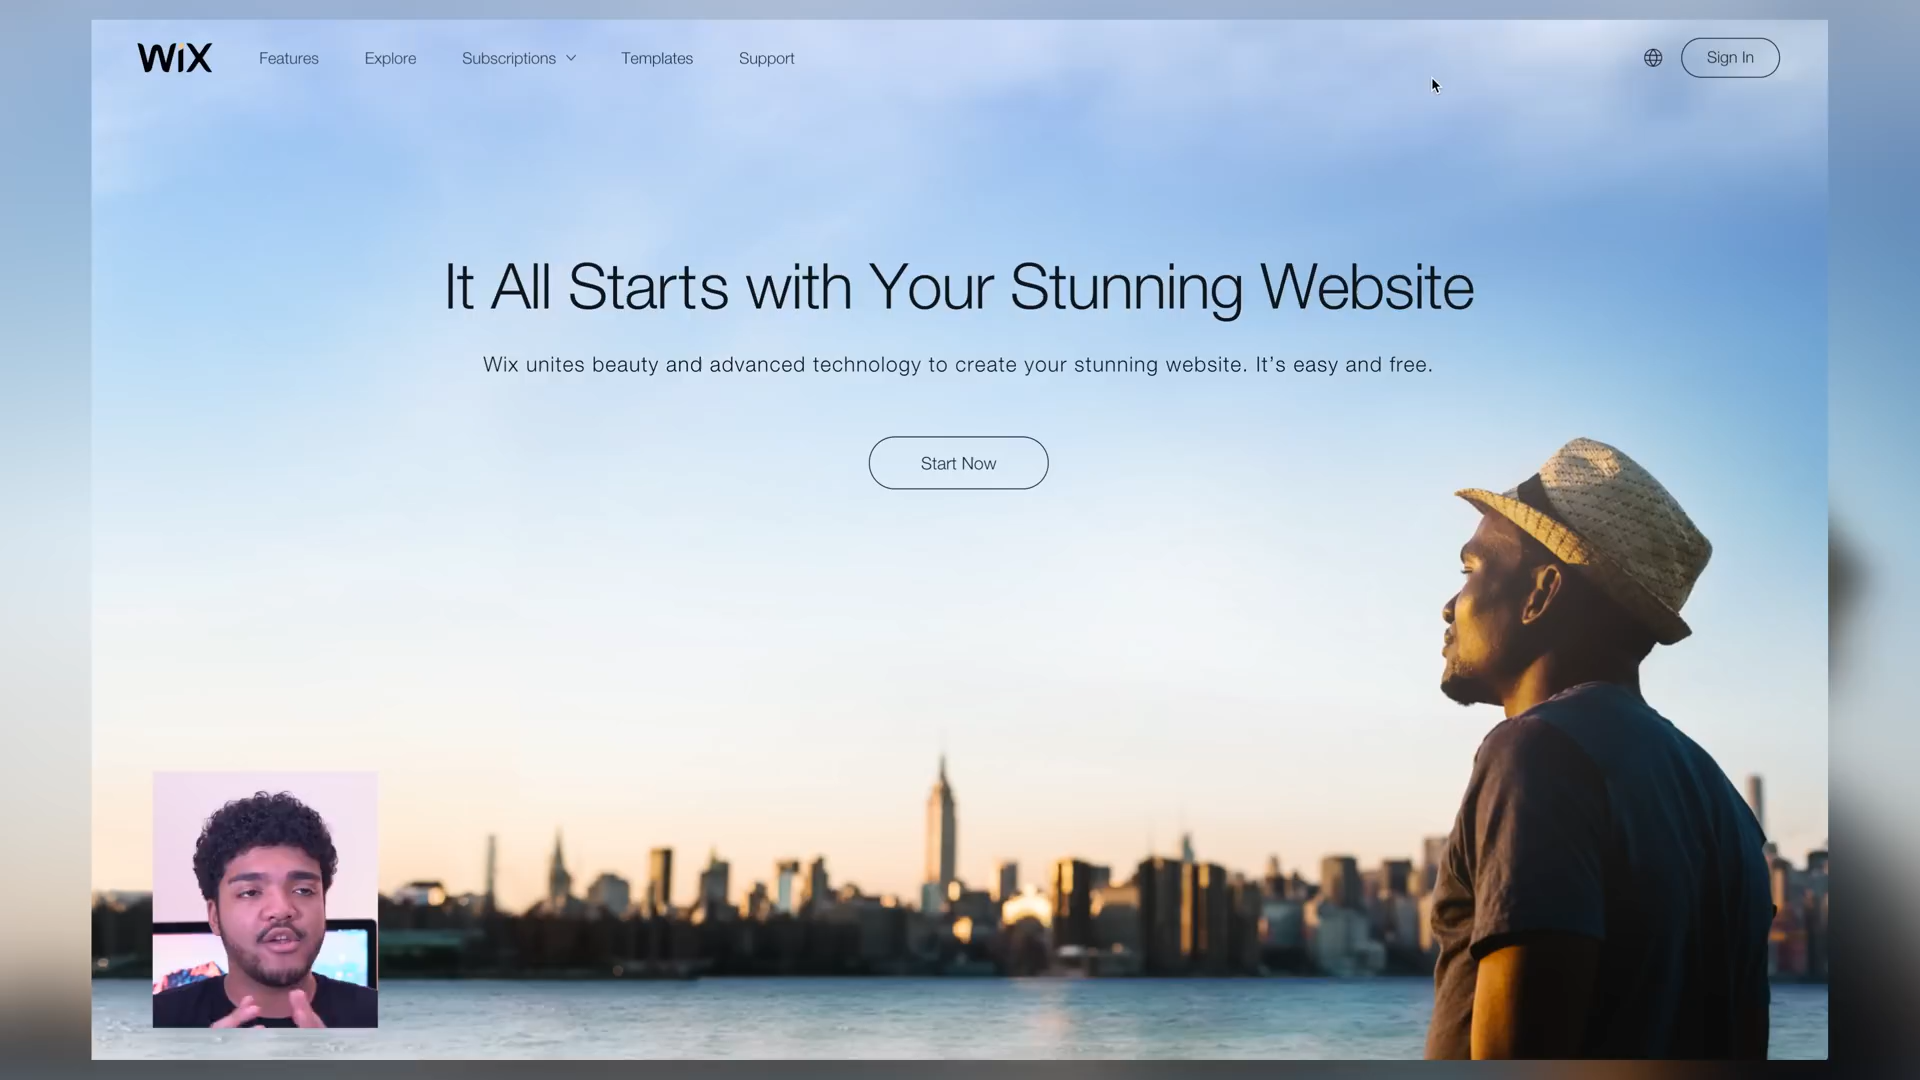 WiX
Features
Explore
Subscriptions
Templates
Support
Sign In
It All Starts with Your Stunning Website
Wix unites beauty and advanced technology to create your stunning website. It's easy and free.
Start Now